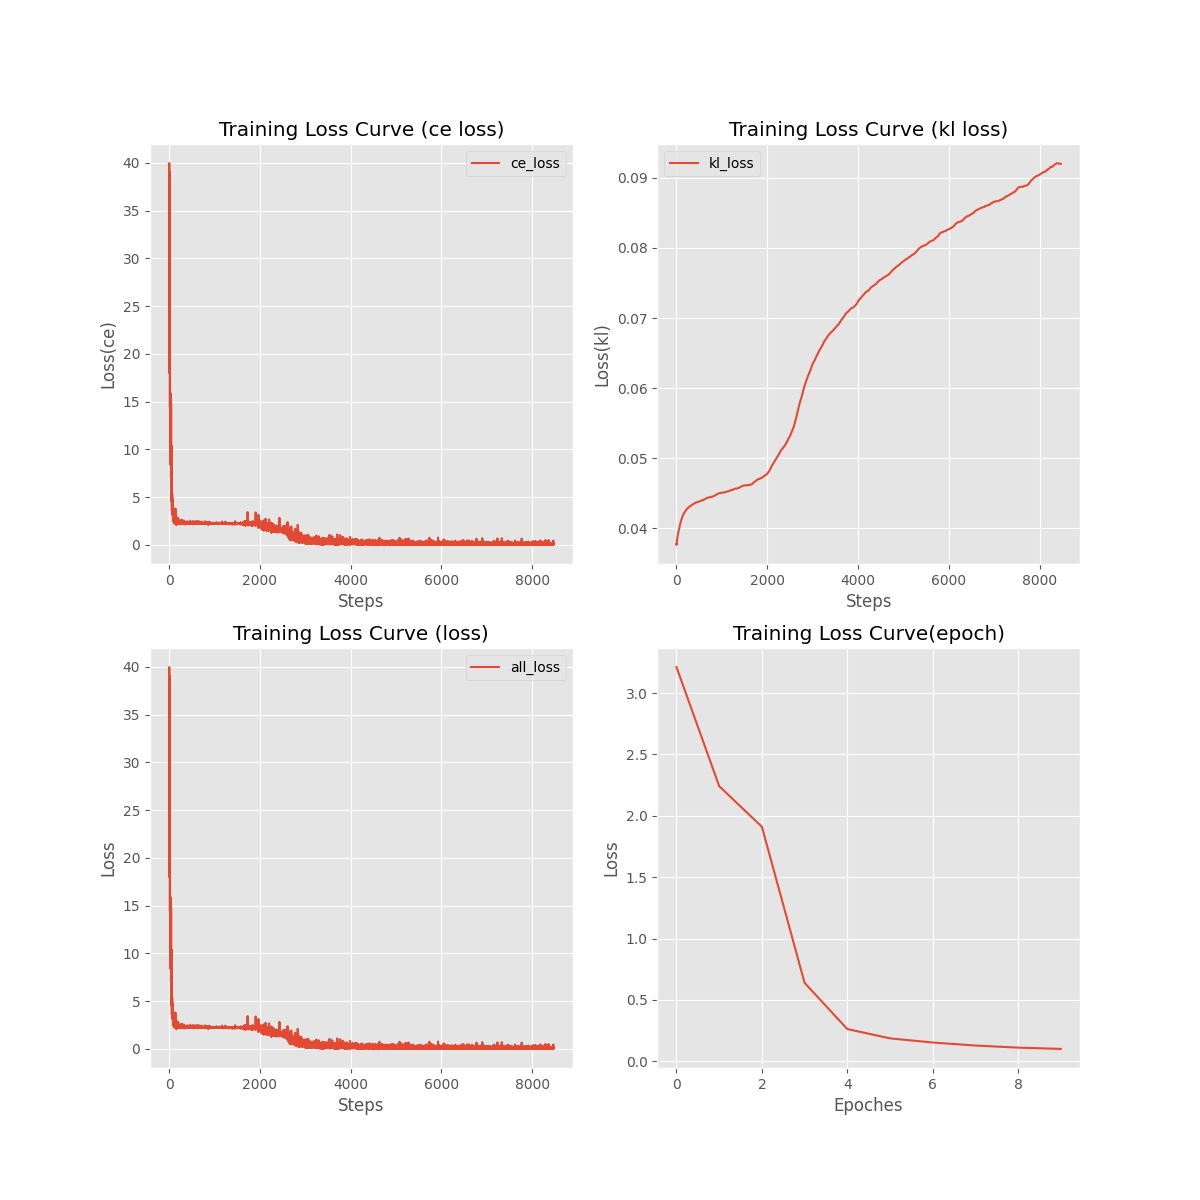 Training Loss Curve (ce loss)
40
35
30
25
20
15
10
5
0
Loss(ce)
ce_loss
0 2000 4000 6000 8000
Steps
Training Loss Curve (kl loss)
0.09
0.08
0.07
0.06
0.05
0.04
Loss(kl)
kl_loss
0 2000 4000 6000 8000
Steps
Training Loss Curve (loss)
40
35
30
25
20
15
10
5
0
Loss
all_loss
0 2000 4000 6000 8000
Steps
Training Loss Curve(epoch)
3.0
2.5
2.0
1.5
1.0
0.5
0.0
Loss
0 2 4 6 8
Epoches